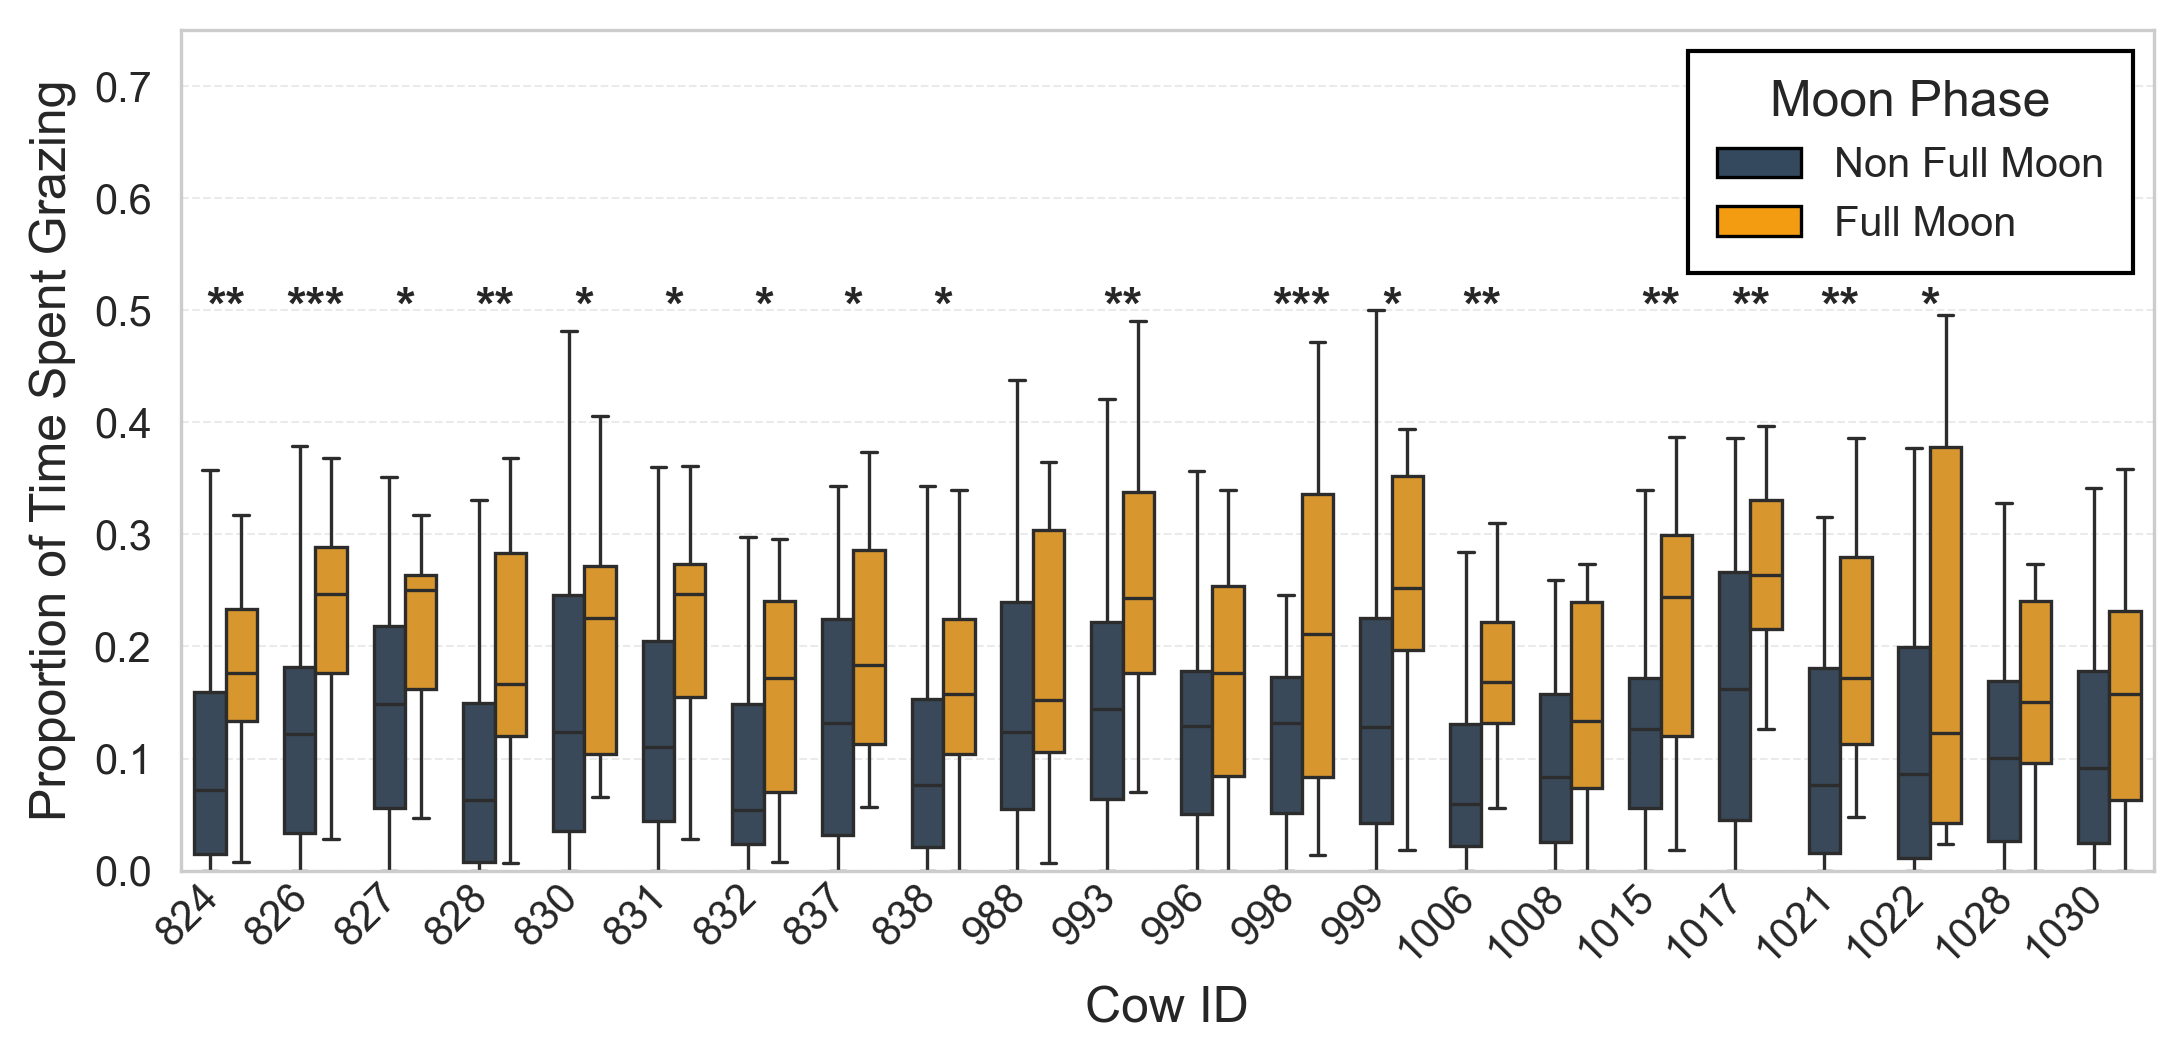 Proportion of Time Spent Grazing
0.7
0.6
0.5
0.4
0.3
0.2
0.1
0.0
Moon Phase
Non Full Moon
Full Moon
** *** * ** * * * * * ** *** * ** ** ** ** *
824 826 827 828 830 831 832 837 838 988 993 996 998 999 1006 1008 1015 1017 1021 1022 1028 1030
Cow ID